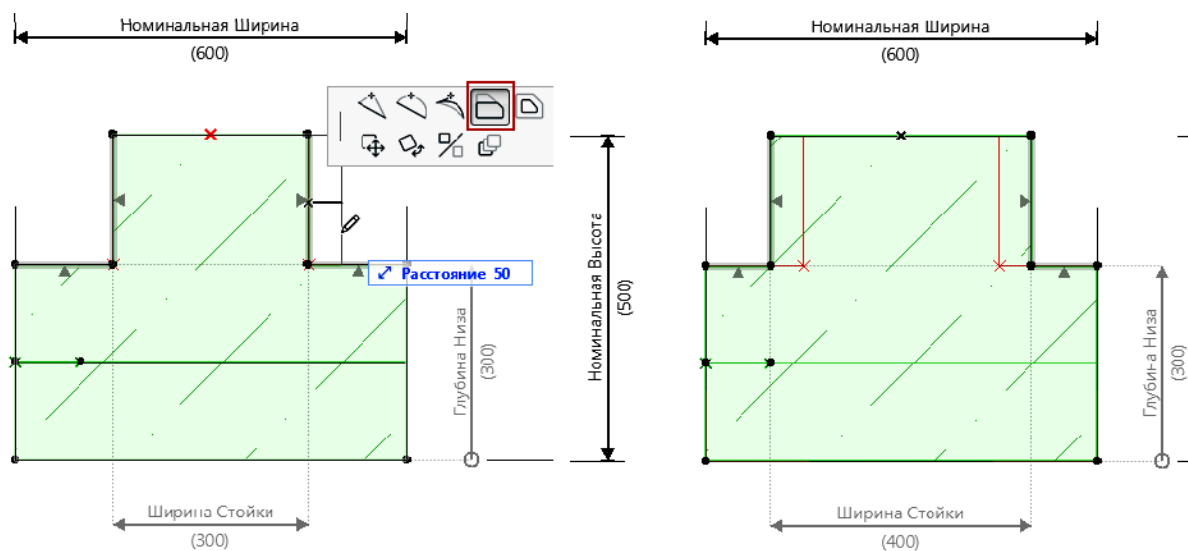 Номинальная Ширина
(600)
Расстояние 50
Номинальная Высота
(500)
Глубина Низа
(300)
Ширина Стойки
(300)
Номинальная Ширина
(600)
Глубина Низа
(300)
Ширина Стойки
(400)